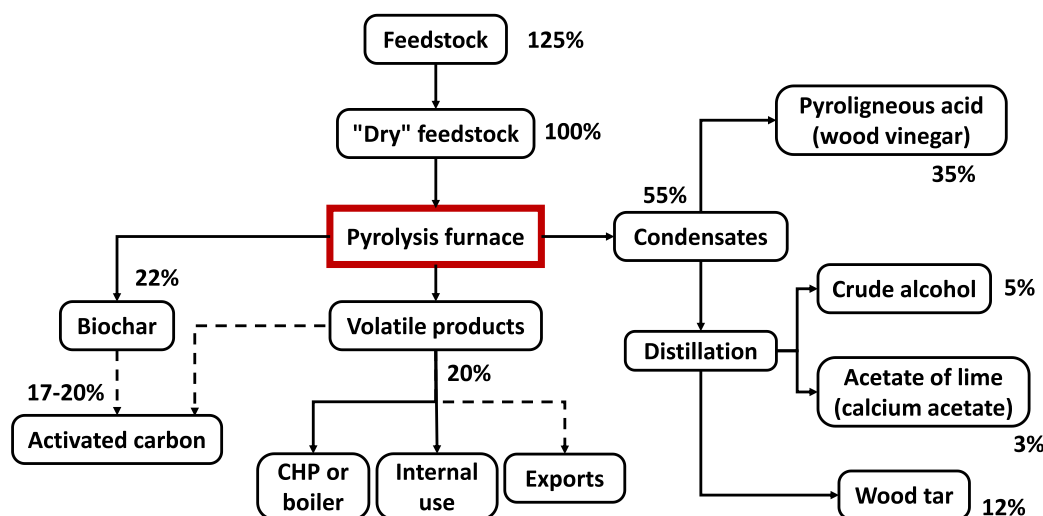 Feedstock
125%
"Dry" feedstock
100%
Pyroligneous acid
(wood vinegar)
35%
55%
Pyrolysis furnace
Condensates
22%
Crude alcohol
5%
Biochar
Volatile products
Distillation
20%
17-20%
Acetate of lime
(calcium acetate)
3%
Activated carbon
CHP or
boiler
Internal
use
Exports
Wood tar
12%